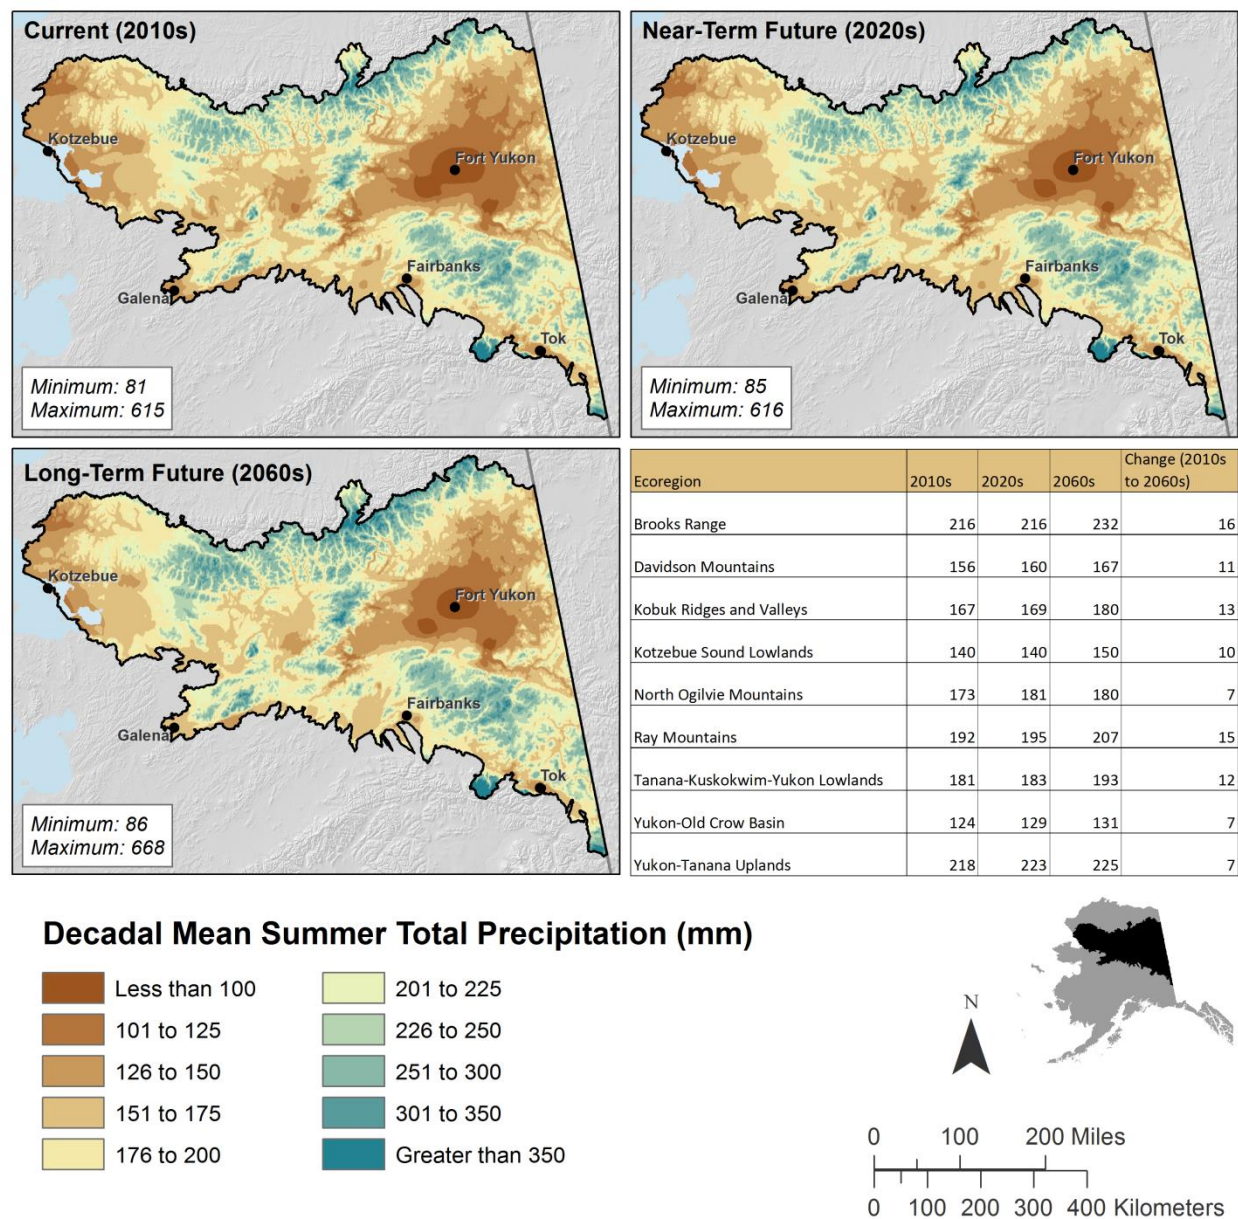 Current (2010s)
Kotzebue
Fort Yukon
Fairbanks
Galena
Tok
Minimum: 81
Maximum: 615
Near-Term Future (2020s)
Kotzebue
Fort Yukon
Fairbanks
Galena
Tok
Minimum: 85
Maximum: 616
Long-Term Future (2060s)
Kotzebue
Fort Yukon
Fairbanks
Galena
Tok
Minimum: 86
Maximum: 668
Ecoregion 2010s 2020s 2060s Change (2010s
to 2060s)
Brooks Range 216 216 232 16
Davidson Mountains 156 160 167 11
Kobuk Ridges and Valleys 167 169 180 13
Kotzebue Sound Lowlands 140 140 150 10
North Ogilvie Mountains 173 181 180 7
Ray Mountains 192 195 207 15
Tanana-Kuskokwim-Yukon Lowlands 181 183 193 12
Yukon-Old Crow Basin 124 129 131 7
Yukon-Tanana Uplands 218 223 225 7
Decadal Mean Summer Total Precipitation (mm)
Less than 100
101 to 125
126 to 150
151 to 175
176 to 200
201 to 225
226 to 250
251 to 300
301 to 350
Greater than 350
N
0 100 200 Miles
0 100 200 300 400 Kilometers